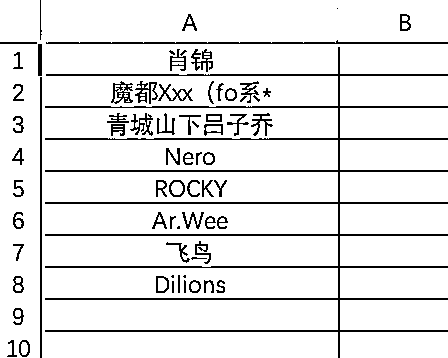 A B
1 肖锦
2 魔都Xxx（fo系*
3 青城山下吕子乔
4 Nero
5 ROCKY
6 Ar.Wee
7 飞鸟
8 Dilions
9
10